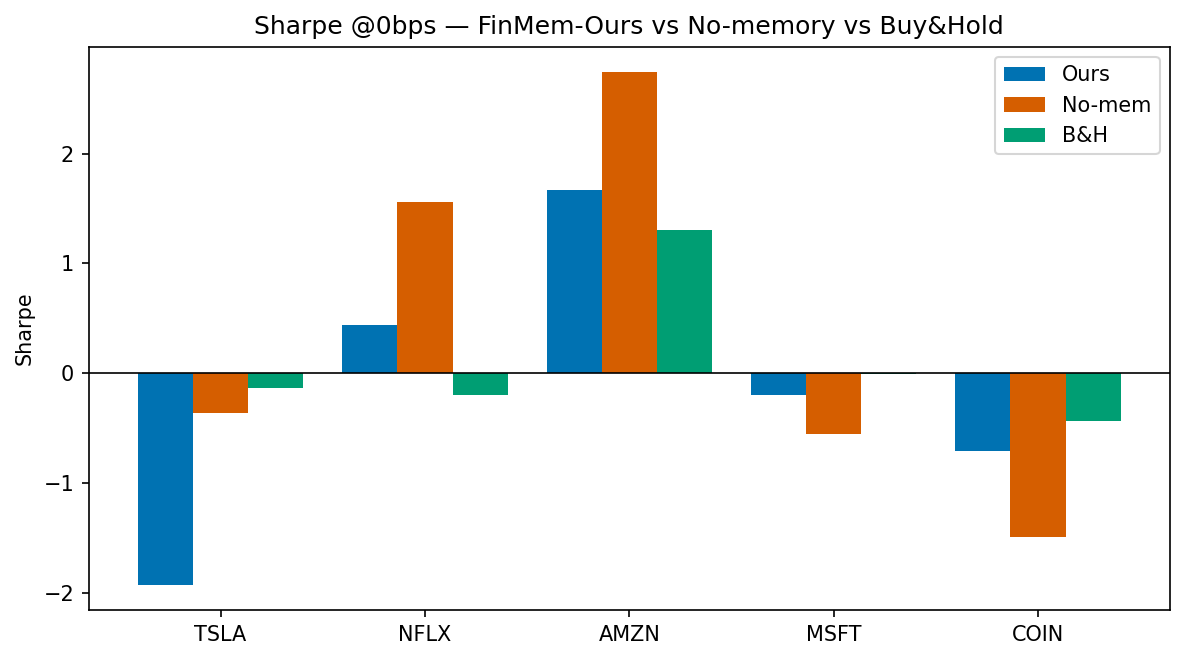 Sharpe @0bps — FinMem-Ours vs No-memory vs Buy&Hold
Ours
No-mem
B&H
Sharpe
2
1
0
−1
−2
TSLA NFLX AMZN MSFT COIN